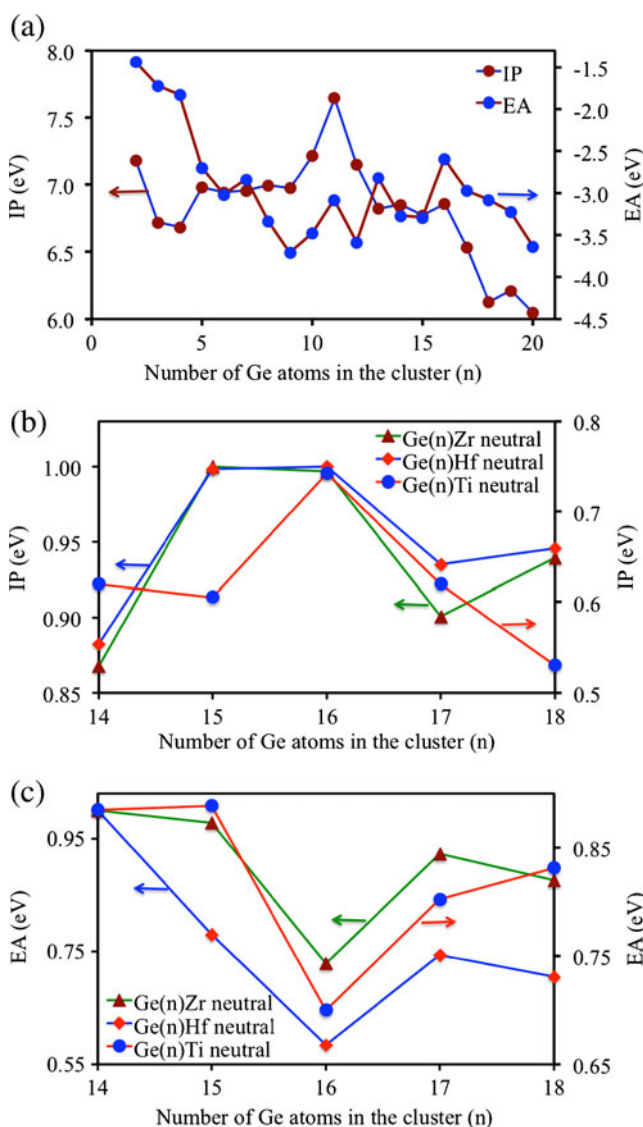 (a)
8.0
7.5
7.0
6.5
6.0
IP (eV)
IP
EA
-1.5
-2.0
-2.5
-3.0
-3.5
-4.0
-4.5
EA (eV)
0 5 10 15 20
Number of Ge atoms in the cluster (n)
(b)
1.00
0.95
0.90
0.85
IP (eV)
Ge(n)Zr neutral
Ge(n)Hf neutral
Ge(n)Ti neutral
0.8
0.7
0.6
0.5
IP (eV)
14 15 16 17 18
Number of Ge atoms in the cluster (n)
(c)
0.95
0.75
0.55
EA (eV)
Ge(n)Zr neutral
Ge(n)Hf neutral
Ge(n)Ti neutral
0.85
0.75
0.65
EA (eV)
14 15 16 17 18
Number of Ge atoms in the cluster (n)